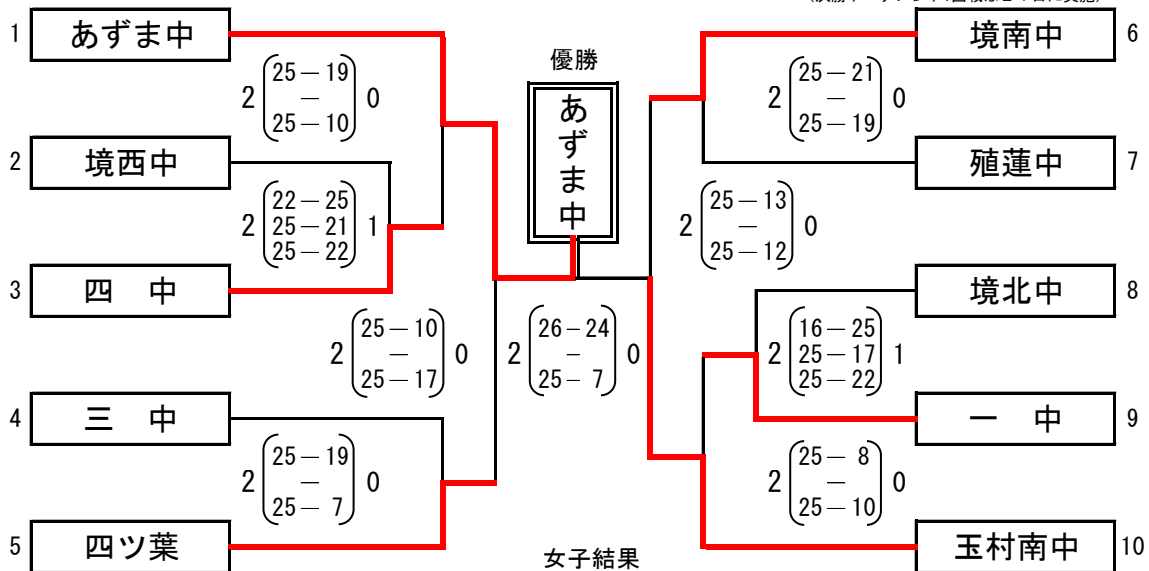 1 あずま中
2 25－19 － 25－10 0
2 境西中
2 22－25 25－21 25－22 1
3 四 中
2 25－10 － 25－17 0
4 三 中
2 25－19 － 25－ 7 0
5 四ツ葉
優勝
あずま中
2 26－24 － 25－ 7 0
女子結果
境南中 6
2 25－21 － 25－19 0
殖蓮中 7
2 25－13 － 25－12 0
境北中 8
2 16－25 25－17 25－22 1
一 中 9
2 25－ 8 － 25－10 0
玉村南中 10